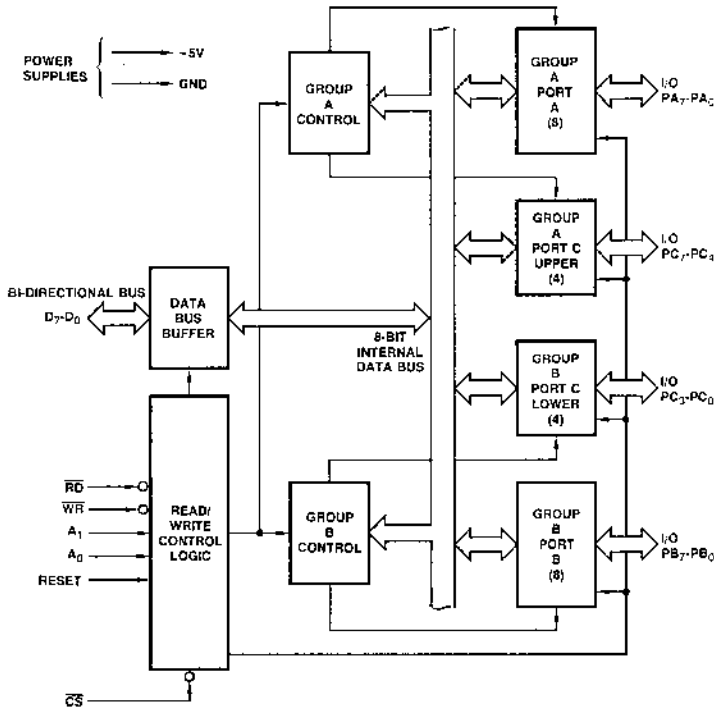 POWER
SUPPLIES
-5V
GND
GROUP
A
CONTROL
GROUP
A
PORT
A
(8)
I/O
PA7-PA0
GROUP
A
PORT C
UPPER
(4)
I/O
PC7-PC4
BI-DIRECTIONAL BUS
D7-D0
DATA
BUS
BUFFER
8-BIT
INTERNAL
DATA BUS
GROUP
B
PORT C
LOWER
(4)
I/O
PC3-PC0
RD
WR
A1
A0
RESET
READ/
WRITE
CONTROL
LOGIC
GROUP
B
CONTROL
GROUP
B
PORT
B
(8)
I/O
PB7-PB0
CS